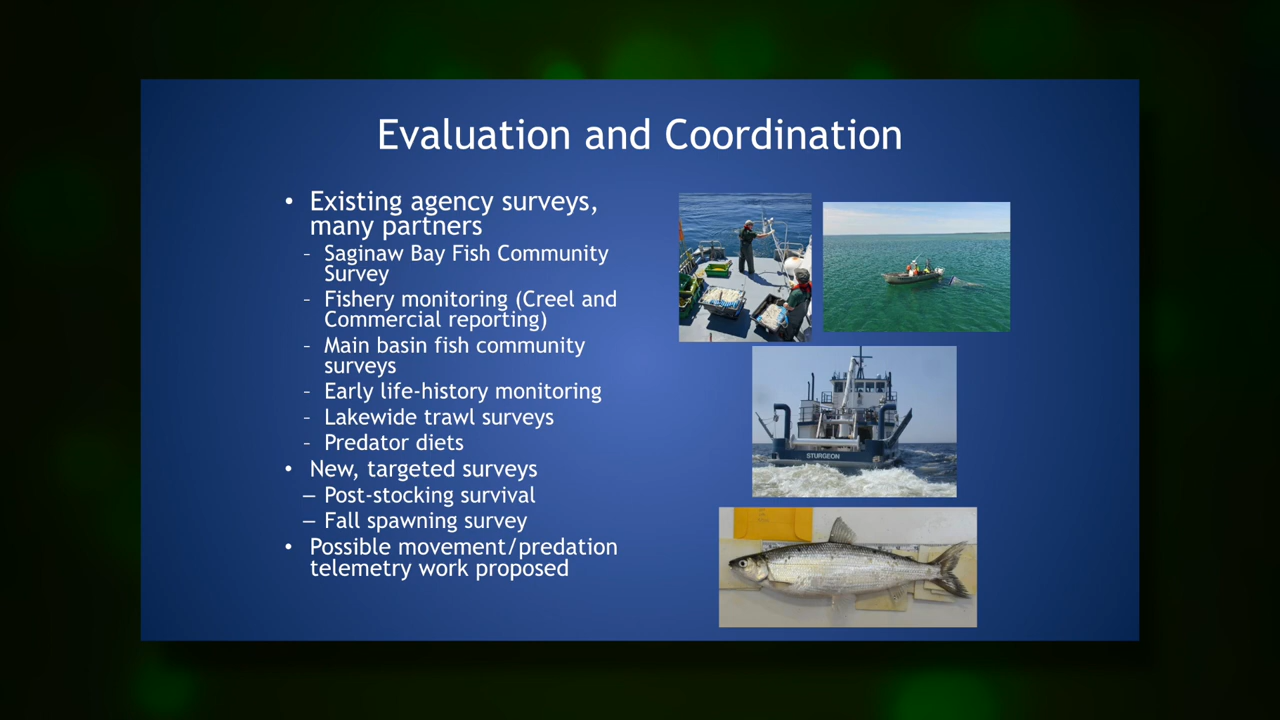 Evaluation and Coordination
• Existing agency surveys,
many partners
– Saginaw Bay Fish Community
Survey
– Fishery monitoring (Creel and
Commercial reporting)
– Main basin fish community
surveys
– Early life-history monitoring
– Lakewide trawl surveys
– Predator diets
• New, targeted surveys
– Post-stocking survival
– Fall spawning survey
• Possible movement/predation
telemetry work proposed
STURGEON